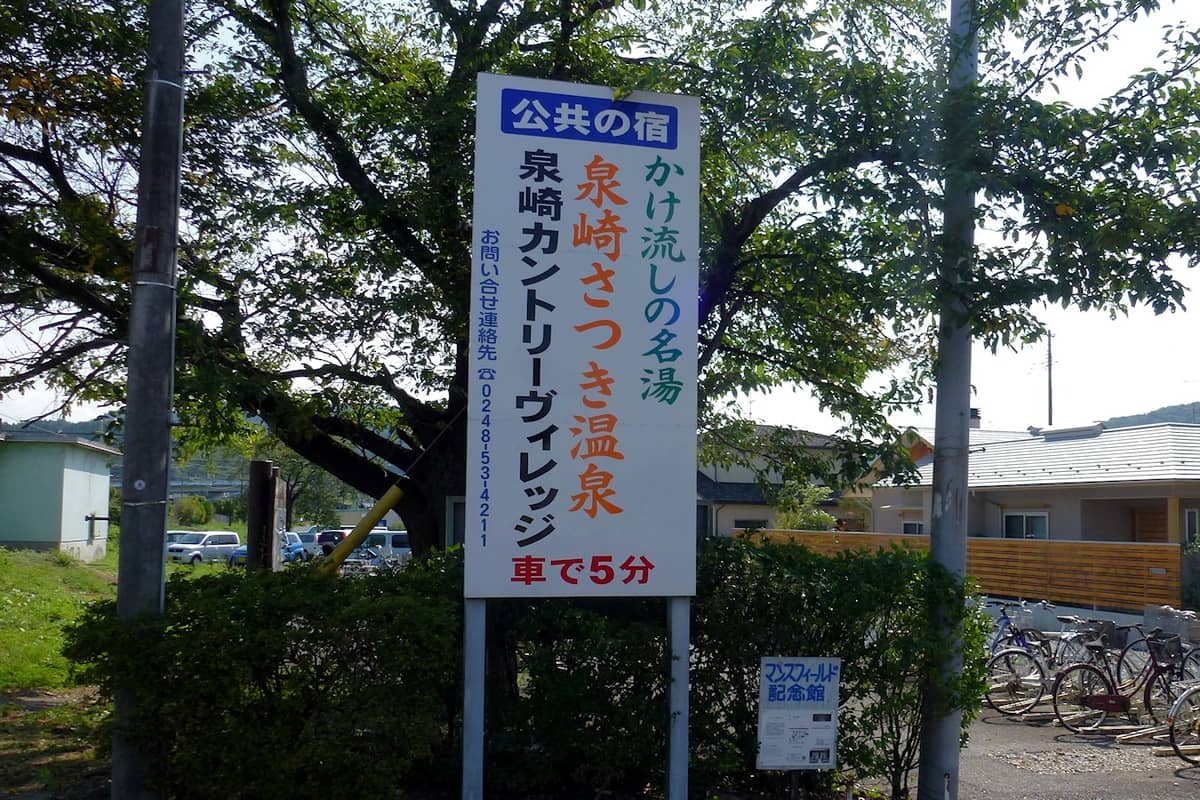 公共の宿
かけ流しの名湯
泉崎さつき温泉
泉崎カントリーヴィレッジ
お問い合せ連絡先 ☎0248-53-4211
車で5分
マンスフィールド
記念館